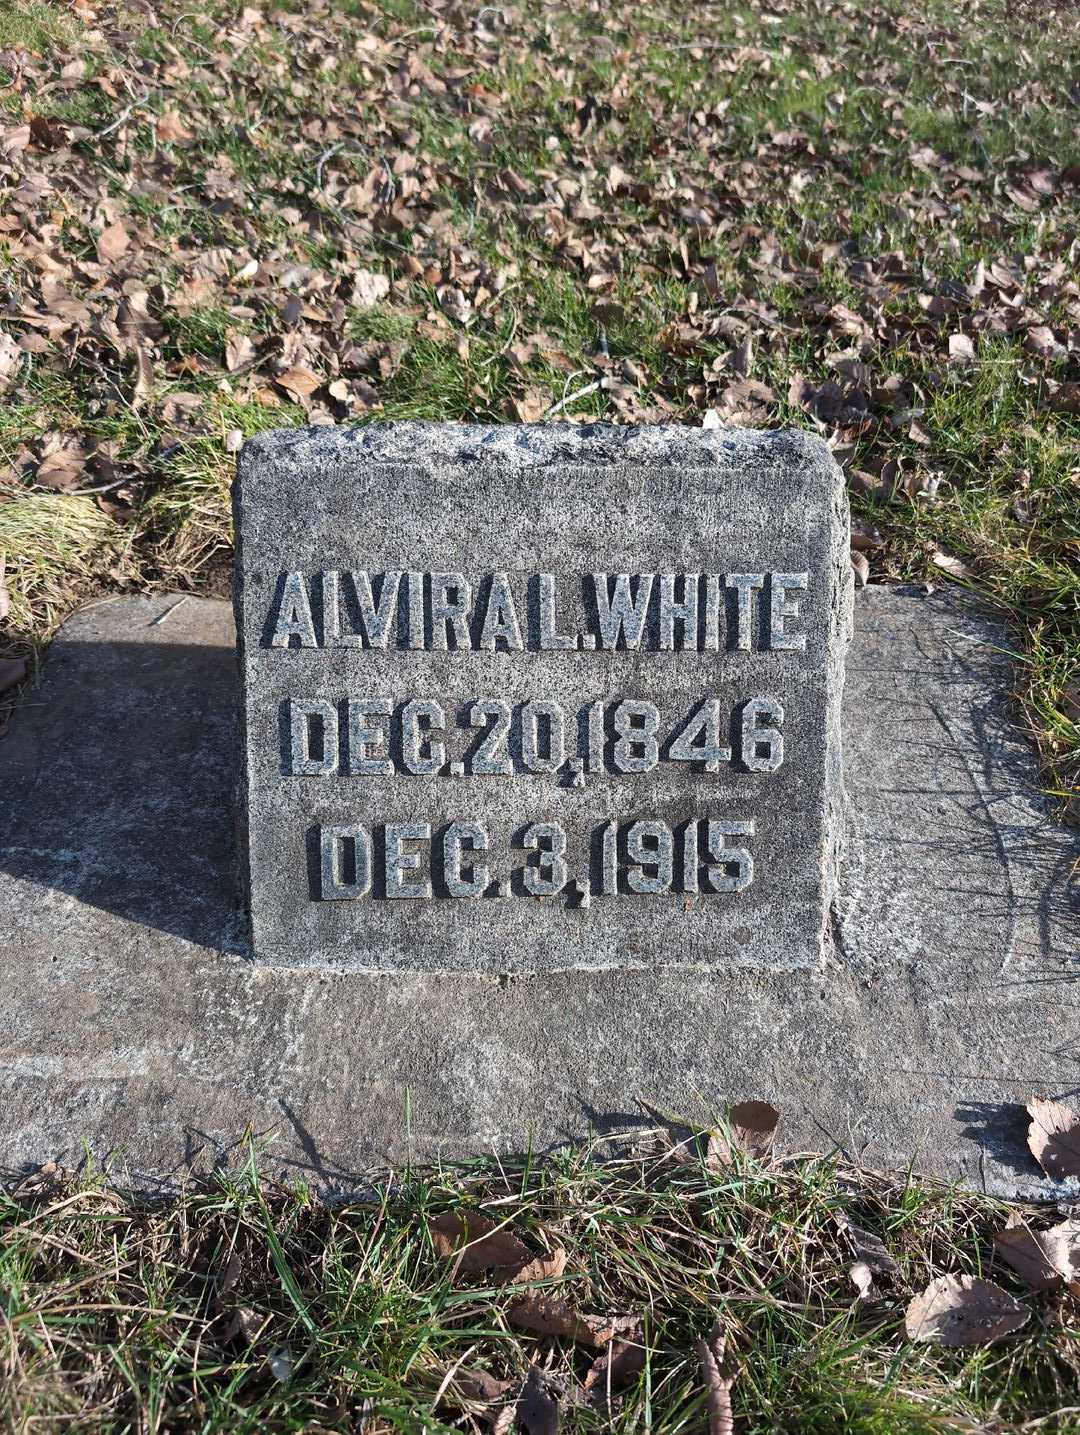 ALVIRA L. WHITE
DEC. 20, 1846
DEC. 3, 1915